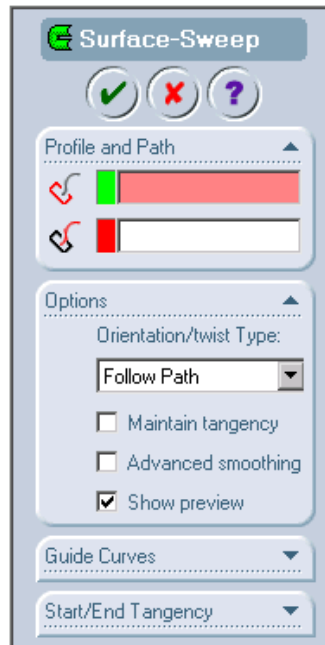 Surface-Sweep
?
Profile and Path
Options
Orientation/twist Type:
Follow Path
Maintain tangency
Advanced smoothing
Show preview
Guide Curves
Start/End Tangency